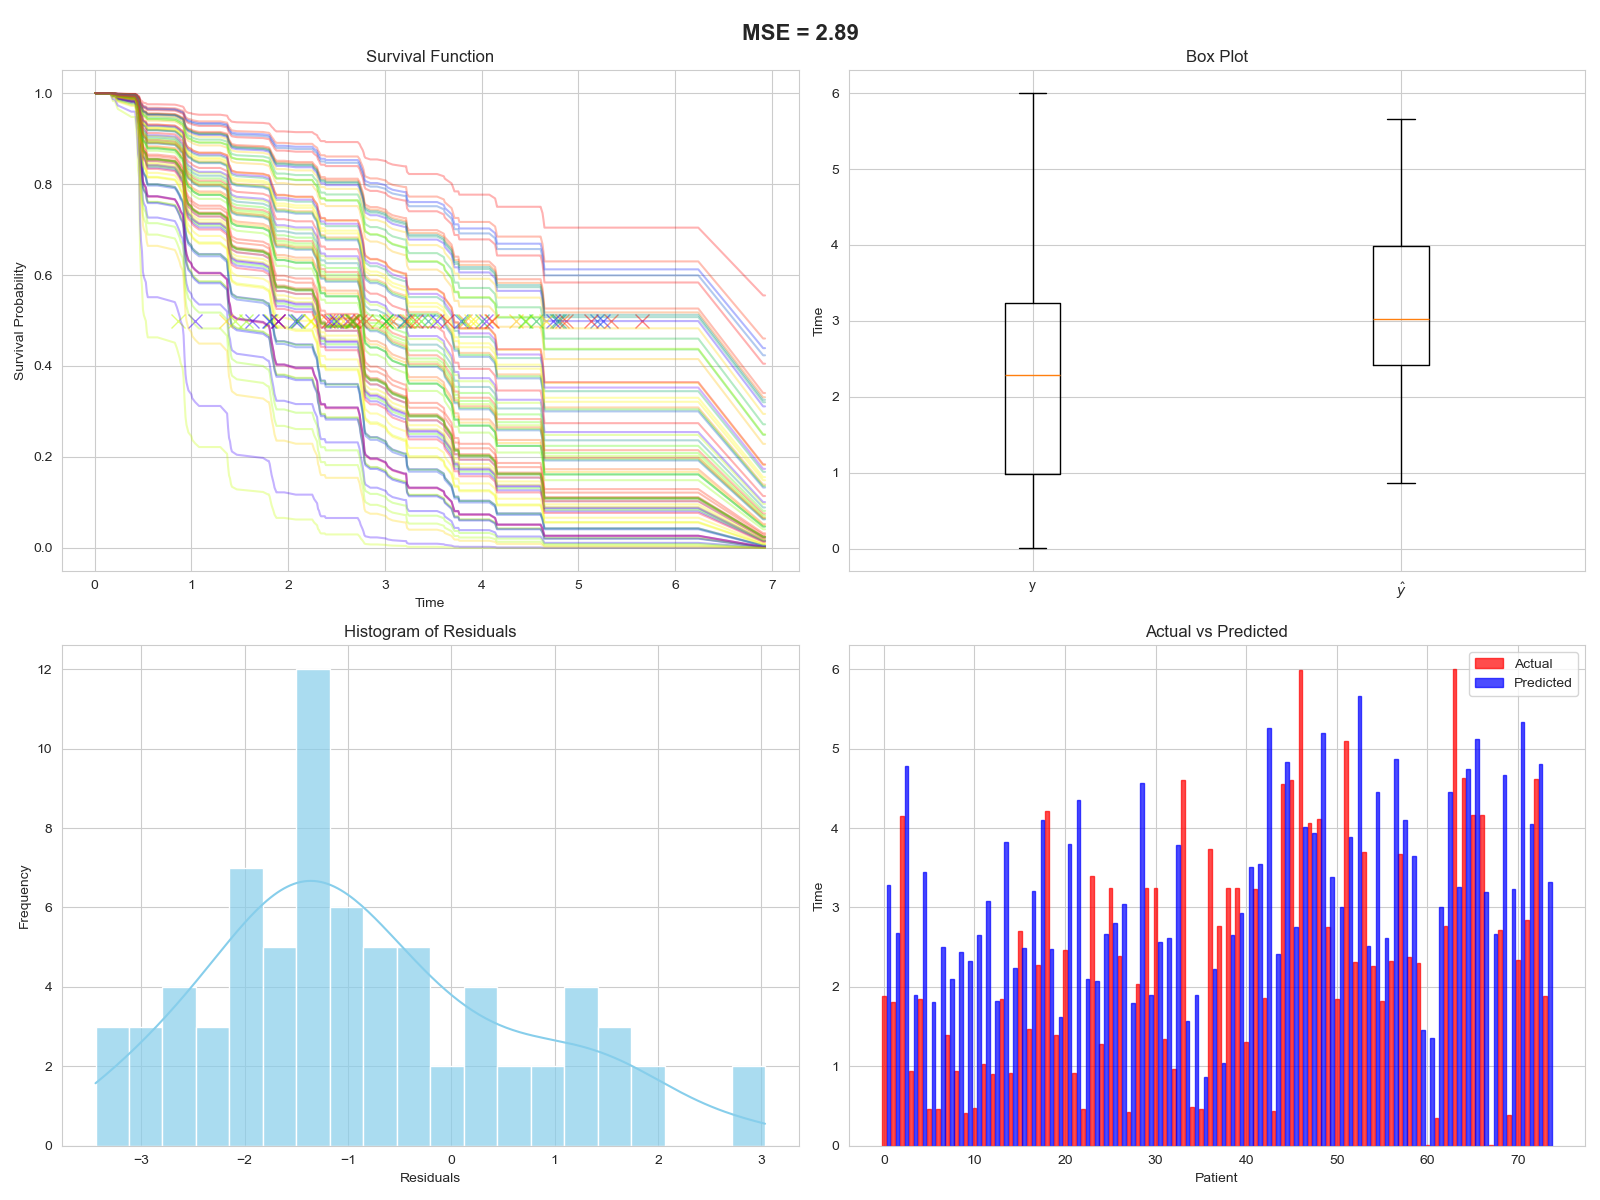 MSE = 2.89
Survival Function
1.0
0.8
0.6
0.4
0.2
0.0
Survival Probability
0 1 2 3 4 5 6 7
Time
Box Plot
6
5
4
3
2
1
0
Time
y ŷ
Histogram of Residuals
12
10
8
6
4
2
0
Frequency
−3 −2 −1 0 1 2 3
Residuals
Actual vs Predicted
Actual
Predicted
6
5
4
3
2
1
0
Time
0 10 20 30 40 50 60 70
Patient